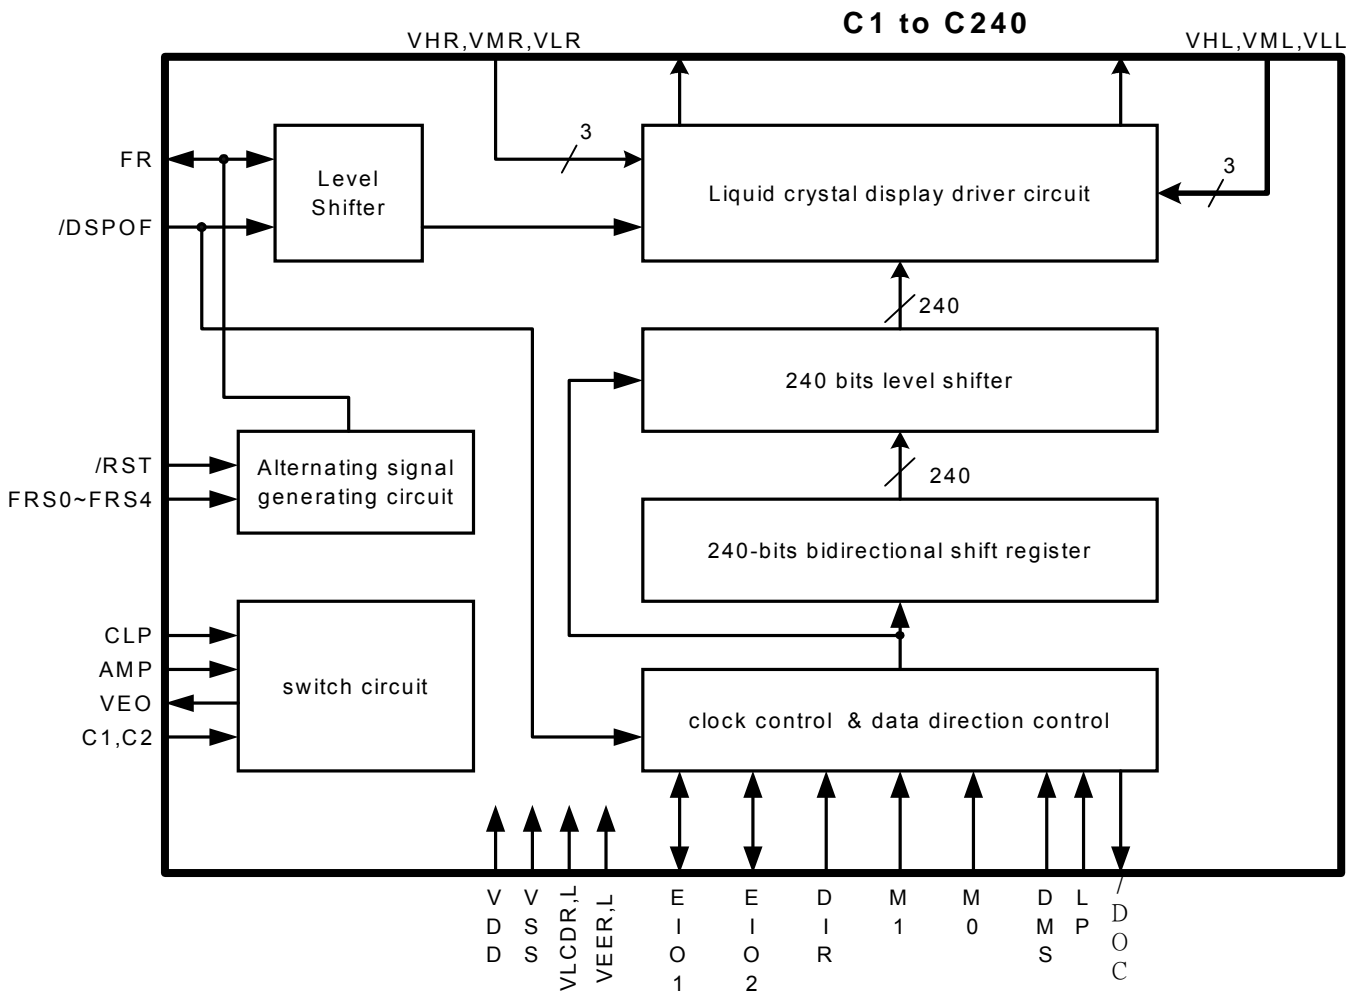 C1 to C240
VHR,VMR,VLR
VHL,VML,VLL
3
FR
Level
Shifter
Liquid crystal display driver circuit
3
/DSPOF
240
240 bits level shifter
/RST
Alternating signal
generating circuit
240
FRS0~FRS4
240-bits bidirectional shift register
CLP
AMP
switch circuit
VEO
clock control & data direction control
C1,C2
VDD
VSS
VLCDR,L
VEER,L
EIO1
EIO2
DIR
M1
M0
DMS
LP
/DOC